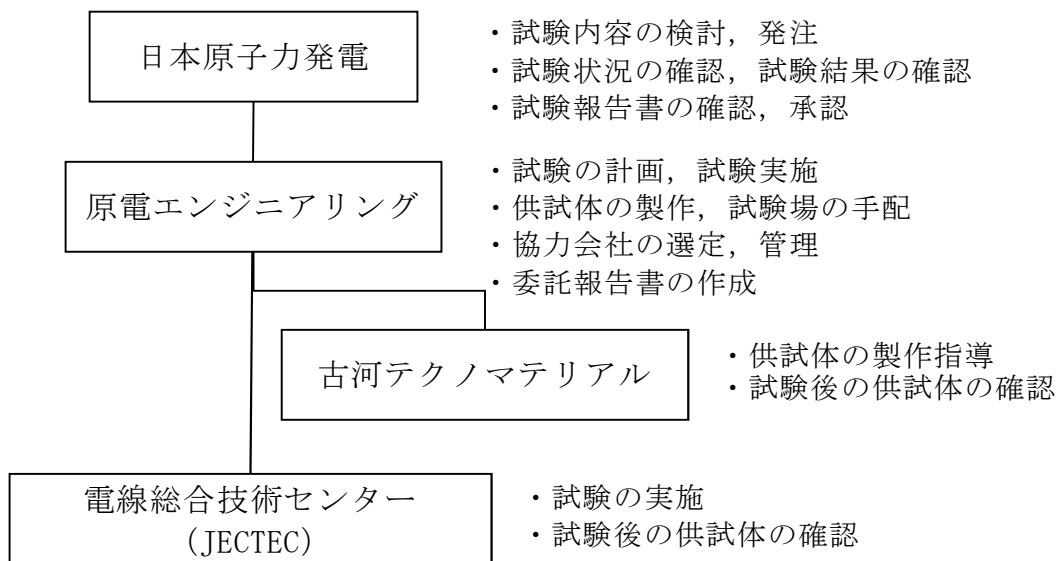 日本原子力発電
・試験内容の検討，発注
・試験状況の確認，試験結果の確認
・試験報告書の確認，承認
原電エンジニアリング
・試験の計画，試験実施
・供試体の製作，試験場の手配
・協力会社の選定，管理
・委託報告書の作成
古河テクノマテリアル
・供試体の製作指導
・試験後の供試体の確認
電線総合技術センター
（JECTEC）
・試験の実施
・試験後の供試体の確認